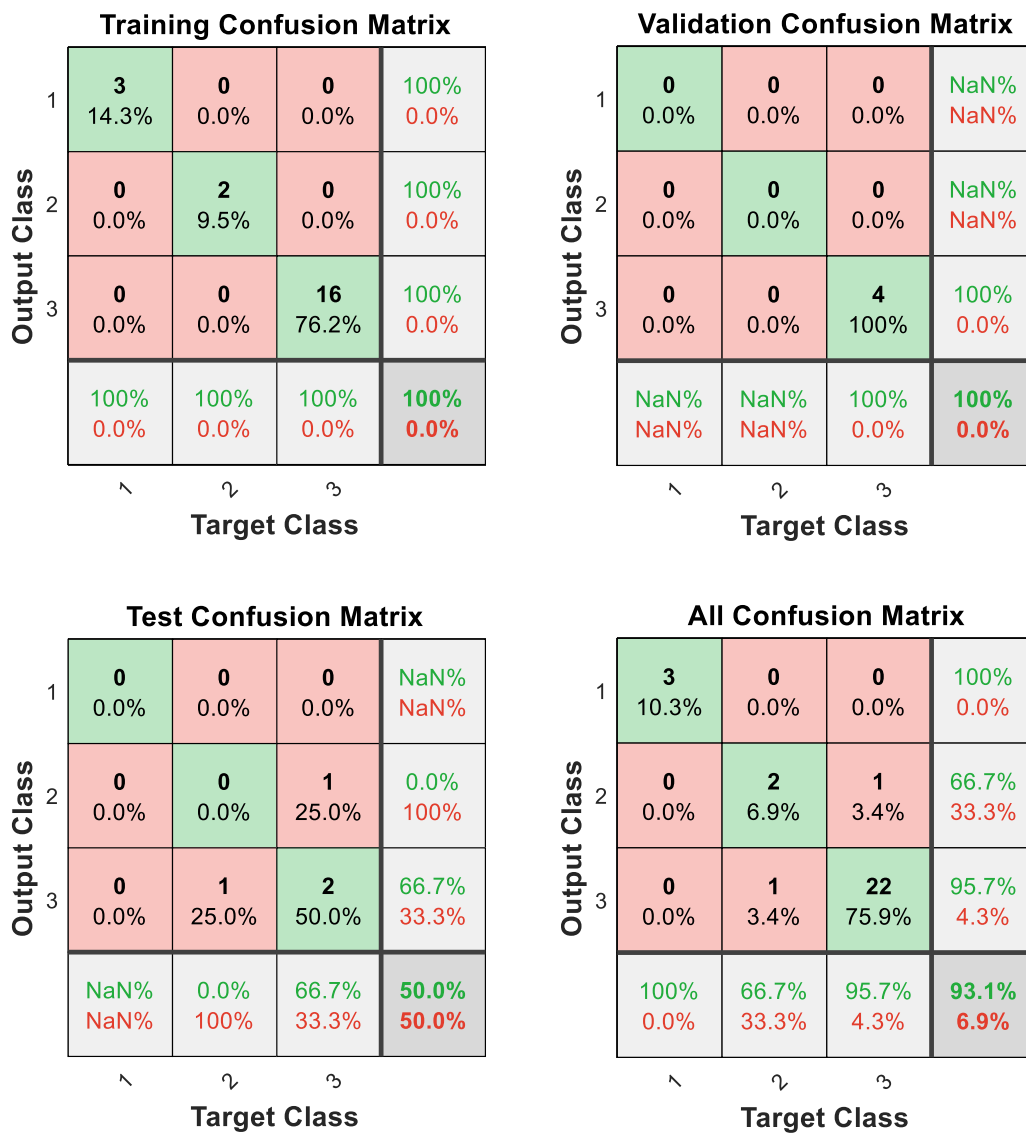 Training Confusion Matrix
Output Class
1
3 0 0 100%
14.3% 0.0% 0.0% 0.0%
2
0 2 0 100%
0.0% 9.5% 0.0% 0.0%
3
0 0 16 100%
0.0% 0.0% 76.2% 0.0%
100% 100% 100% 100%
0.0% 0.0% 0.0% 0.0%
1 2 3
Target Class
Validation Confusion Matrix
Output Class
1
0 0 0 NaN%
0.0% 0.0% 0.0% NaN%
2
0 0 0 NaN%
0.0% 0.0% 0.0% NaN%
3
0 0 4 100%
0.0% 0.0% 100% 0.0%
NaN% NaN% 100% 100%
NaN% NaN% 0.0% 0.0%
1 2 3
Target Class
Test Confusion Matrix
Output Class
1
0 0 0 NaN%
0.0% 0.0% 0.0% NaN%
2
0 0 1 0.0%
0.0% 0.0% 25.0% 100%
3
0 1 2 66.7%
0.0% 25.0% 50.0% 33.3%
NaN% 0.0% 66.7% 50.0%
NaN% 100% 33.3% 50.0%
1 2 3
Target Class
All Confusion Matrix
Output Class
1
3 0 0 100%
10.3% 0.0% 0.0% 0.0%
2
0 2 1 66.7%
0.0% 6.9% 3.4% 33.3%
3
0 1 22 95.7%
0.0% 3.4% 75.9% 4.3%
100% 66.7% 95.7% 93.1%
0.0% 33.3% 4.3% 6.9%
1 2 3
Target Class